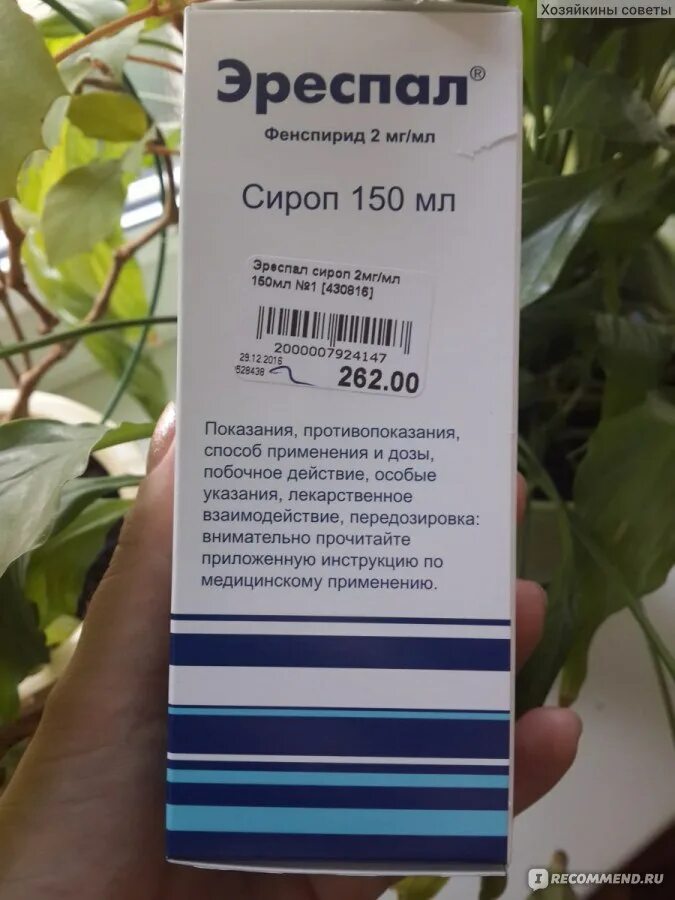 Хозяйкины советы
Эреспал®
Фенспирид 2 мг/мл
Сироп 150 мл
Эреспал сироп 2мг/мл
150мл №1 [430816]
2000007924147
29.12.2016
528438
262.00
Показания, противопоказания,
способ применения и дозы,
побочное действие, особые
указания, лекарственное
взаимодействие, передозировка:
внимательно прочитайте
приложенную инструкцию по
медицинскому применению.
IRECOMMEND.RU